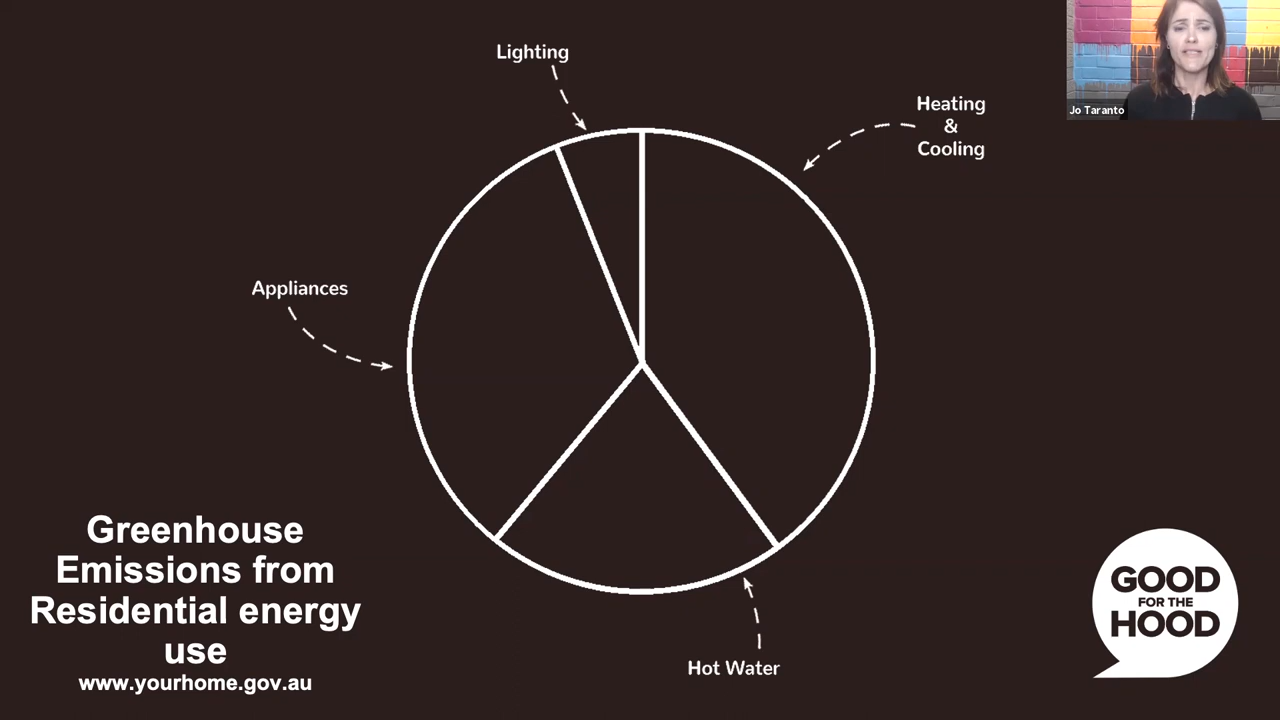 Lighting
Heating
&
Cooling
Jo Taranto
Appliances
Greenhouse
Emissions from
Residential energy
use
www.yourhome.gov.au
Hot Water
GOOD
FOR THE
HOOD